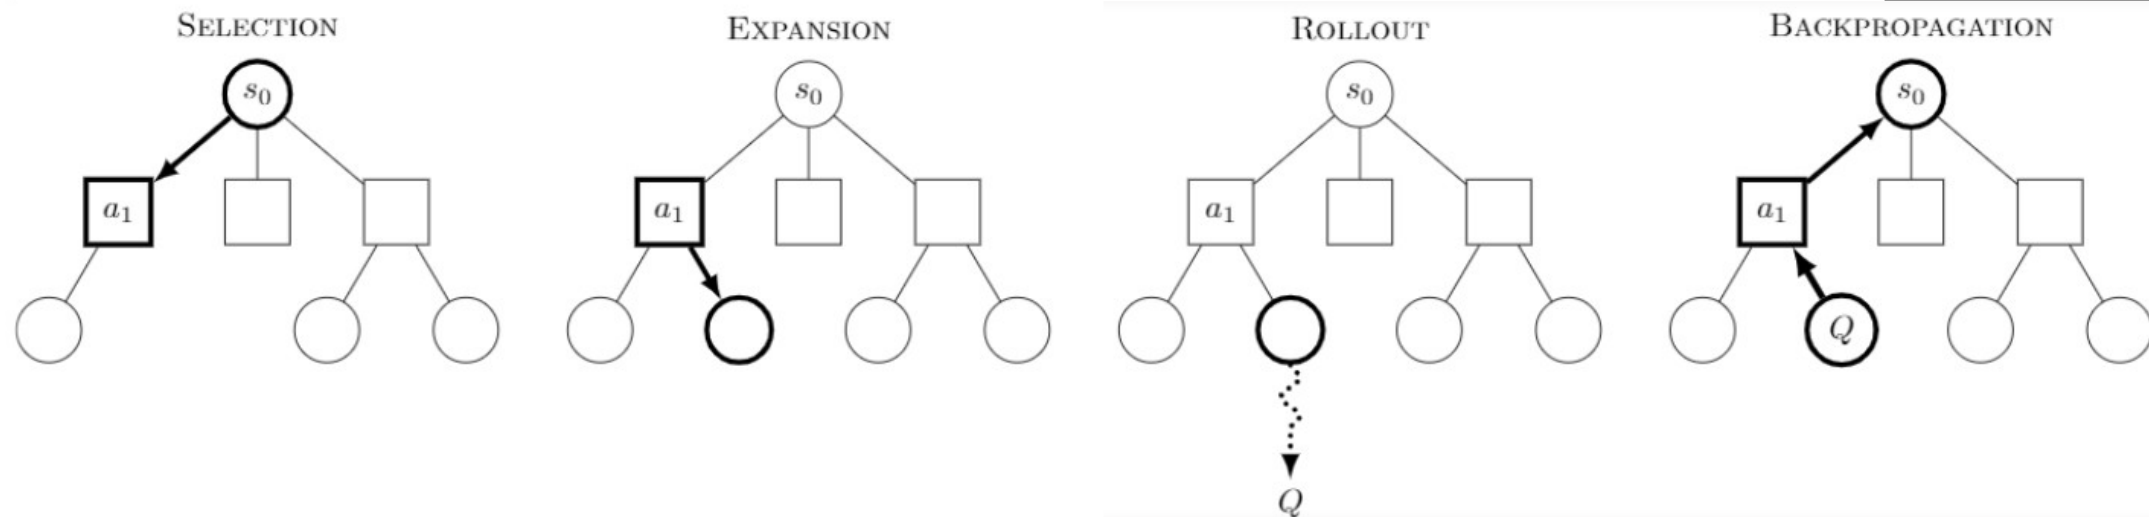 SELECTION
s₀
a₁
EXPANSION
s₀
a₁
ROLLOUT
s₀
a₁
Q
BACKPROPAGATION
s₀
a₁
Q